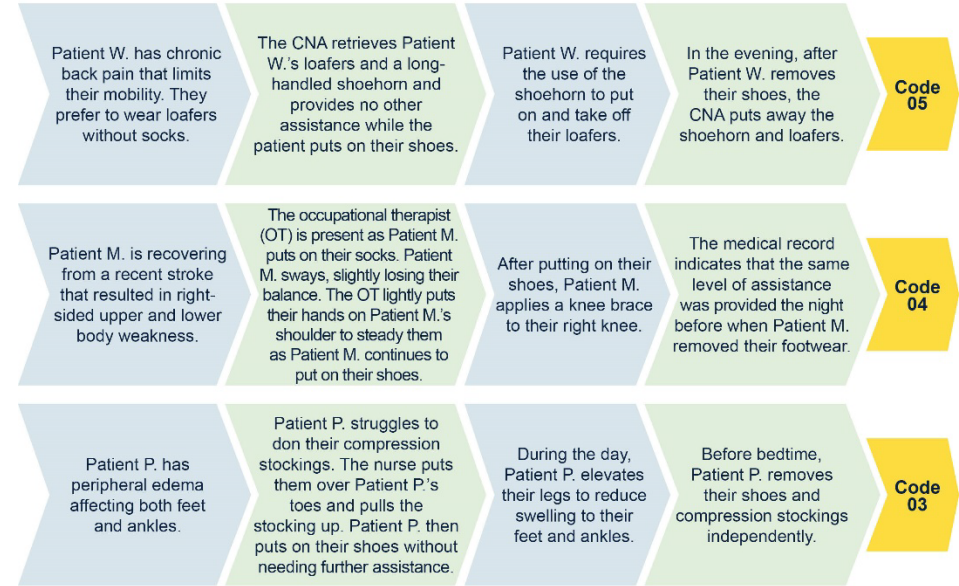 Patient W. has chronic
back pain that limits
their mobility. They
prefer to wear loafers
without socks.
The CNA retrieves Patient
W.'s loafers and a long-
handled shoehorn and
provides no other
assistance while the
patient puts on their shoes.
Patient W. requires
the use of the
shoehorn to put
on and take off
their loafers.
In the evening, after
Patient W. removes
their shoes, the
CNA puts away the
shoehorn and loafers.
Code
05
Patient M. is recovering
from a recent stroke
that resulted in right-
sided upper and lower
body weakness.
The occupational therapist
(OT) is present as Patient M.
puts on their socks. Patient
M. sways, slightly losing their
balance. The OT lightly puts
their hands on Patient M.'s
shoulder to steady them
as Patient M. continues to
put on their shoes.
After putting on their
shoes, Patient M.
applies a knee brace
to their right knee.
The medical record
indicates that the same
level of assistance
was provided the night
before when Patient M.
removed their footwear.
Code
04
Patient P. has
peripheral edema
affecting both feet
and ankles.
Patient P. struggles to
don their compression
stockings. The nurse puts
them over Patient P.'s
toes and pulls the
stocking up. Patient P. then
puts on their shoes without
needing further assistance.
During the day,
Patient P. elevates
their legs to reduce
swelling to their
feet and ankles.
Before bedtime,
Patient P. removes
their shoes and
compression stockings
independently.
Code
03